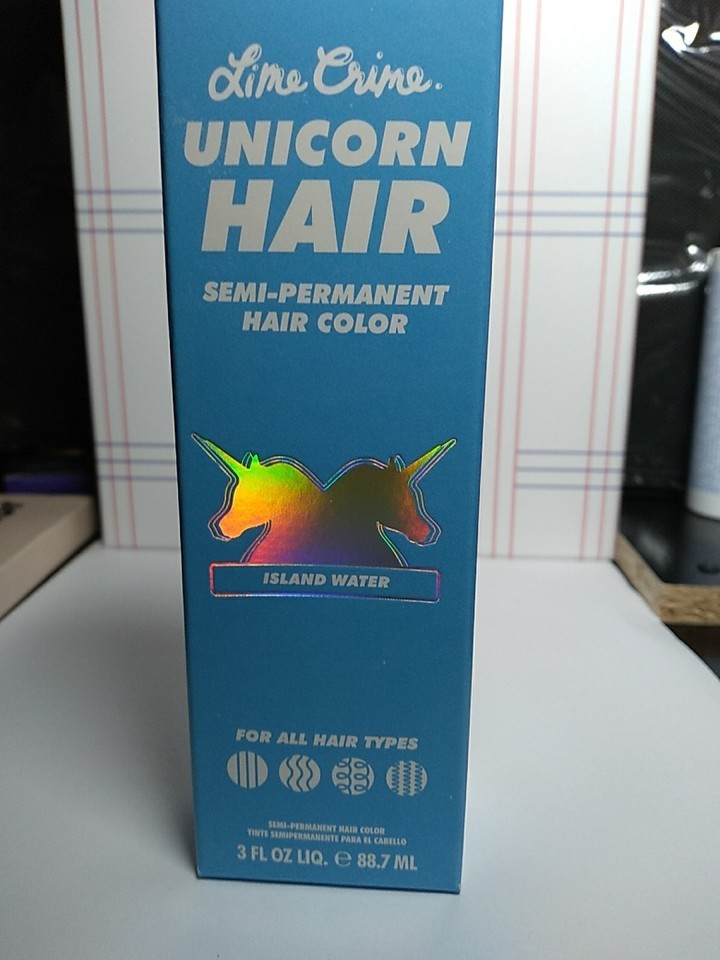 Lime Crime.
UNICORN
HAIR
SEMI-PERMANENT
HAIR COLOR
ISLAND WATER
FOR ALL HAIR TYPES
SEMI-PERMANENT HAIR COLOR
TINTE SEMIPERMANENTE PARA EL CABELLO
3 FL OZ LIQ. ℮ 88.7 ML